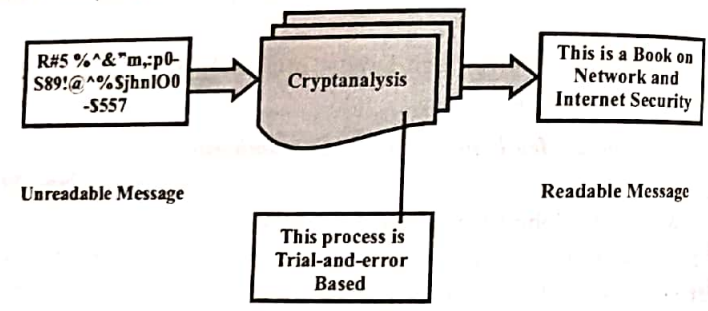 R#5 %^&"m,:p0-
S89!@^%$jhnlO0
-$557
Cryptanalysis
This is a Book on
Network and
Internet Security
Unreadable Message
Readable Message
This process is
Trial-and-error
Based